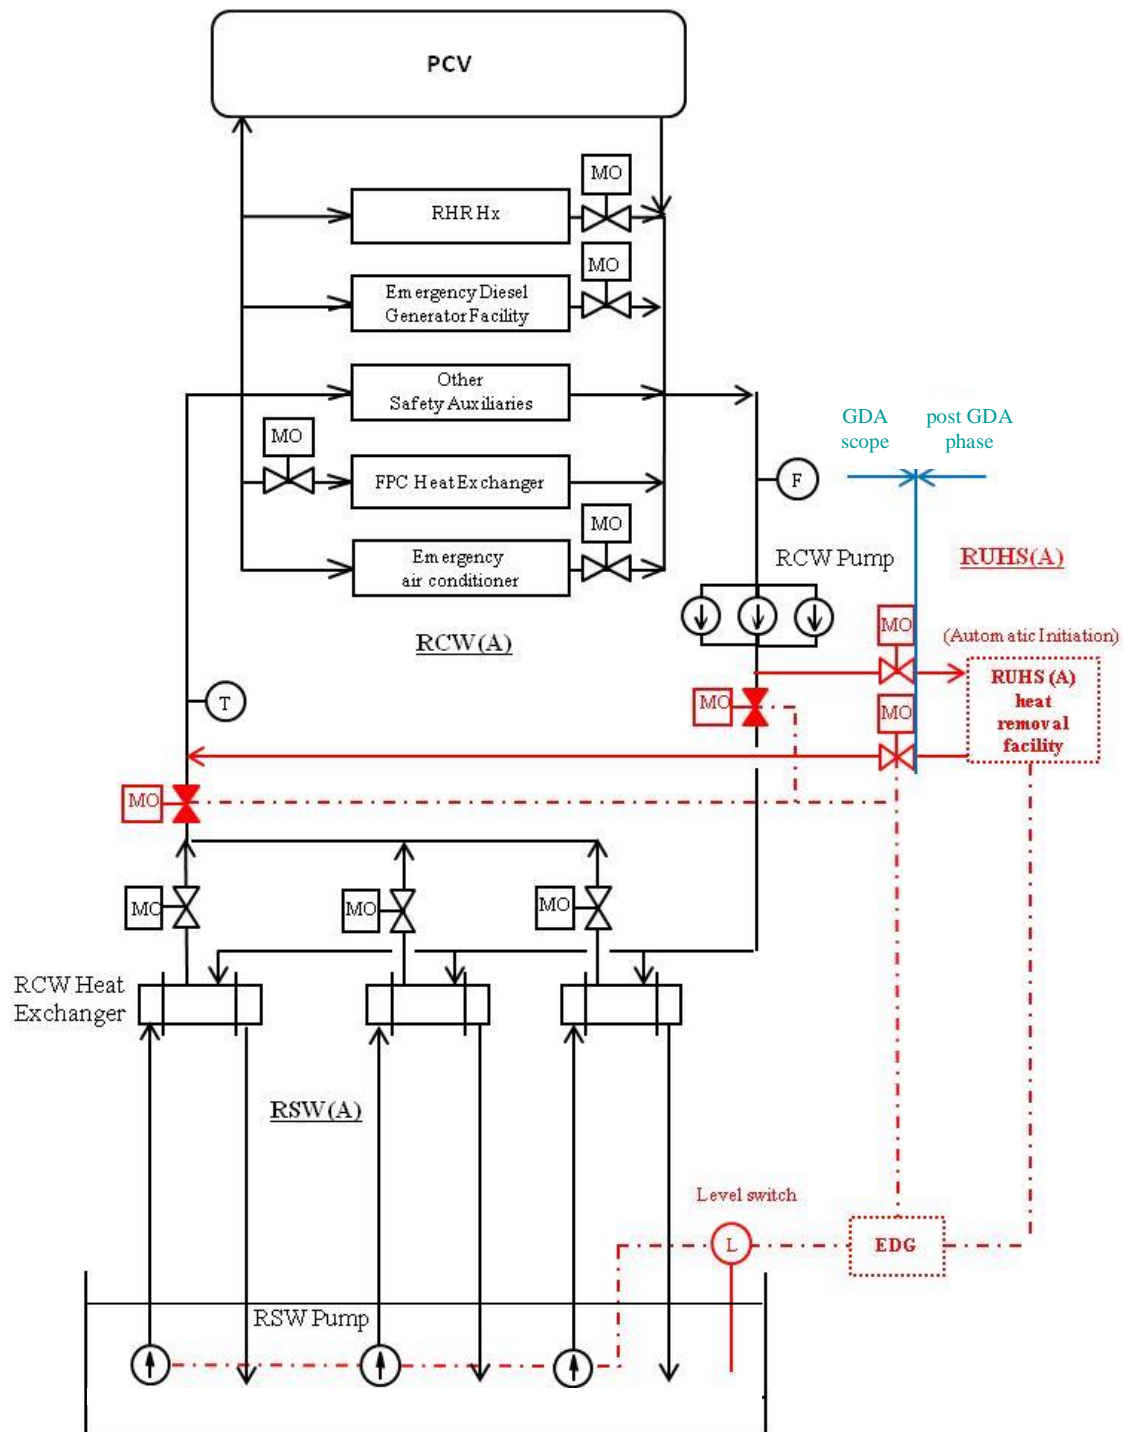 PCV
MO
RHR Hx
MO
Emergency Diesel
Generator Facility
Other
Safety Auxiliaries
MO
FPC Heat Exchanger
MO
Emergency
air conditioner
F
GDA
scope
post GDA
phase
RCW Pump
RUHS(A)
RCW(A)
MO
(Automatic Initiation)
RUHS (A)
heat
removal
facility
T
MO
MO
MO
MO
MO
MO
RCW Heat
Exchanger
RSW(A)
Level switch
L
EDG
RSW Pump